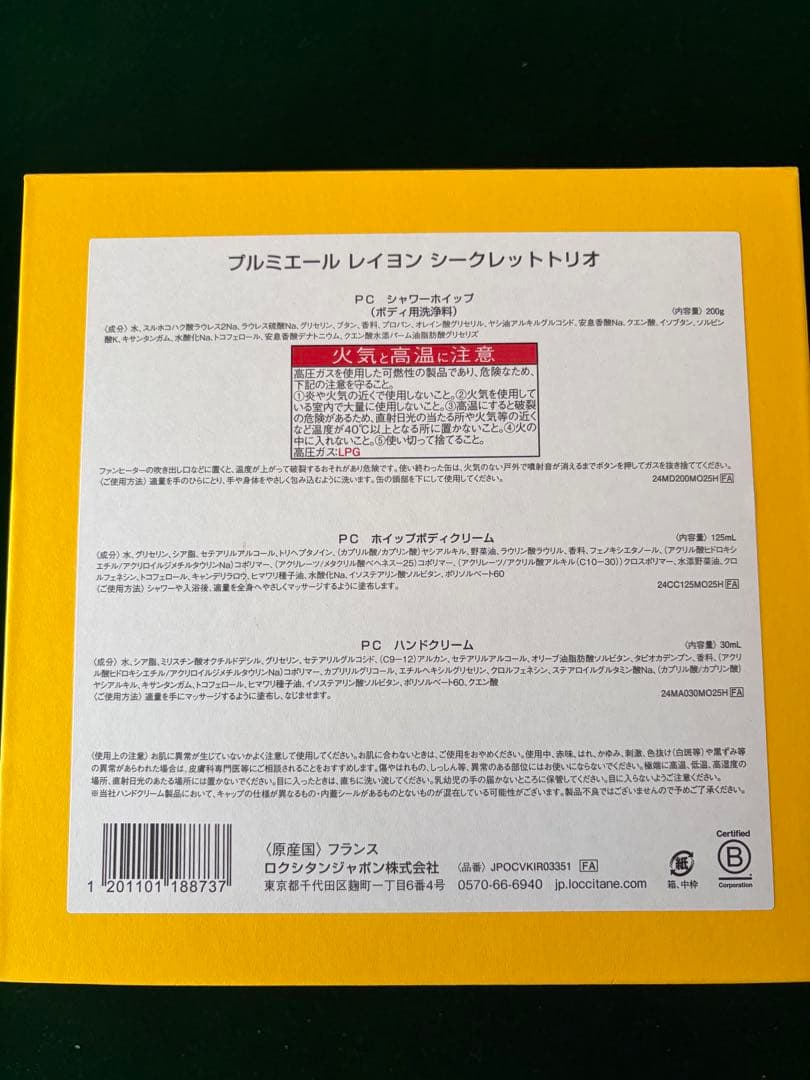 プルミエール レイヨン シークレットトリオ
PC シャワーホイップ
(ボディ用洗浄料)
〈内容量〉200g
〈成分〉水、スルホコハク酸ラウレス2Na、ラウレス硫酸Na、グリセリン、ブタン、香料、プロパン、オレイン酸グリセリル、ヤシ油アルキルグルコシド、安息香酸Na、クエン酸、イソブタン、ソルビン
酸K、キサンタンガム、水酸化Na、トコフェロール、安息香酸デナトニウム、クエン酸水添パーム油脂肪酸グリセリズ
火気と高温に注意
高圧ガスを使用した可燃性の製品であり、危険なため、
下記の注意を守ること。
①炎や火気の近くで使用しないこと。②火気を使用して
いる室内で大量に使用しないこと。③高温にすると破裂
の危険があるため、直射日光の当たる所や火気等の近く
など温度が40℃以上となる所に置かないこと。④火の
中に入れないこと。⑤使い切って捨てること。
高圧ガス:LPG
ファンヒーターの吹き出し口などに置くと、温度が上がって破裂するおそれがあり危険です。使い終わった缶は、火気のない戸外で噴射音が消えるまでボタンを押してガスを抜き捨ててください。
〈ご使用方法〉適量を手のひらにとり、手や身体をやさしく包み込むように洗います。缶の頭部を下にして使用してください。
24MD200MO25H FA
PC ホイップボディクリーム
〈内容量〉125mL
〈成分〉水、グリセリン、シア脂、セテアリルアルコール、トリヘプタノイン、(カプリル酸/カプリン酸)ヤシアルキル、野菜油、ラウリン酸ラウリル、香料、フェノキシエタノール、(アクリル酸ヒドロキシ
エチル/アクリロイルジメチルタウリンNa)コポリマー、(アクリレーツ/メタクリル酸ベヘネス-25)コポリマー、(アクリレーツ/アクリル酸アルキル(C10-30))クロスポリマー、水添野菜油、クロ
ルフェネシン、トコフェロール、キャンデリラロウ、ヒマワリ種子油、水酸化Na、イソステアリン酸ソルビタン、ポリソルベート60
〈ご使用方法〉シャワーや入浴後、適量を全身へやさしくマッサージするように塗布します。
24CC125MO25H FA
PC ハンドクリーム
〈内容量〉30mL
〈成分〉水、シア脂、ミリスチン酸オクチルドデシル、グリセリン、セテアリルグルコシド、(C9-12)アルカン、セテアリルアルコール、オリーブ油脂肪酸ソルビタン、タピオカデンプン、香料、(アクリ
ル酸ヒドロキシエチル/アクリロイルジメチルタウリンNa)コポリマー、カプリリルグリコール、エチルヘキシルグリセリン、クロルフェネシン、ステアロイルグルタミン酸Na、(カプリル酸/カプリン酸)
ヤシアルキル、キサンタンガム、トコフェロール、ヒマワリ種子油、イソステアリン酸ソルビタン、ポリソルベート60、クエン酸
〈ご使用方法〉適量を手にマッサージするように塗布し、なじませます。
24MA030MO25H FA
〈使用上の注意〉お肌に異常が生じていないかよく注意して使用してください。お肌に合わないときは、ご使用をおやめください。使用中、赤味、はれ、かゆみ、刺激、色抜け(白斑等)や黒ずみ等
の異常があらわれた場合は、皮膚科専門医等にご相談されることをおすすめします。傷やはれもの、しっしん等、異常のある部位にはお使いにならないでください。極端に高温、低温、高湿度の
場所、直射日光のあたる場所には置かないでください。目に入ったときは、直ちに洗い流してください。乳幼児の手の届かないところに保管してください。目に入らないようご注意ください。
※当社ハンドクリーム製品において、キャップの仕様が異なるもの・内蓋シールがあるものとないものが混在している可能性がございます。製品不良ではございませんので予めご了承ください。
1 201101 188737
〈原産国〉フランス
ロクシタンジャポン株式会社 〈品番〉JPOCVKIR03351 FA
東京都千代田区麹町一丁目6番4号 0570-66-6940 jp.loccitane.com
紙
箱、中枠
Certified
B
Corporation